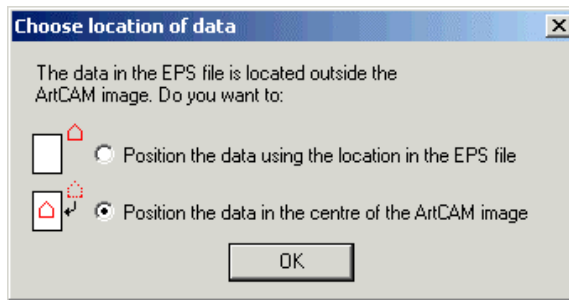 Choose location of data
The data in the EPS file is located outside the
ArtCAM image. Do you want to:
Position the data using the location in the EPS file
Position the data in the centre of the ArtCAM image
OK